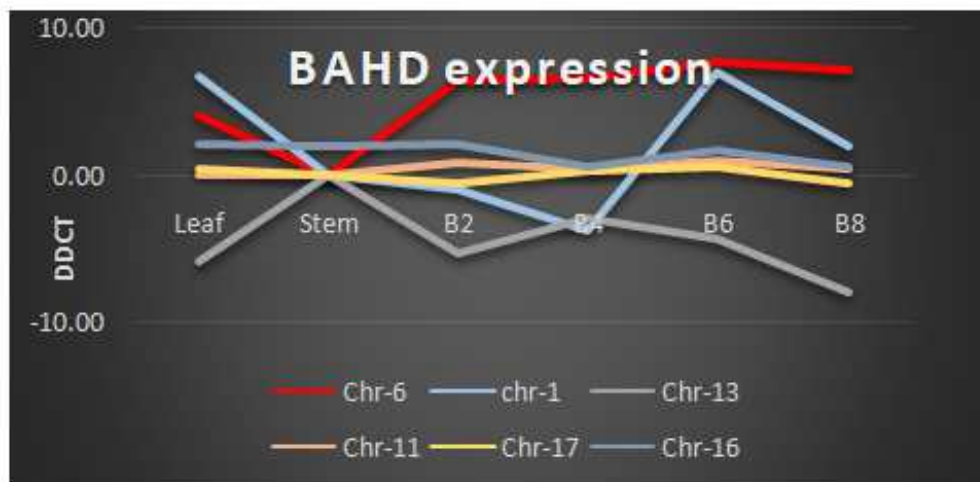 BAHD expression
10.00
0.00
-10.00
DDCT
Leaf Stem B2 B4 B6 B8
Chr-6 chr-1 Chr-13
Chr-11 Chr-17 Chr-16